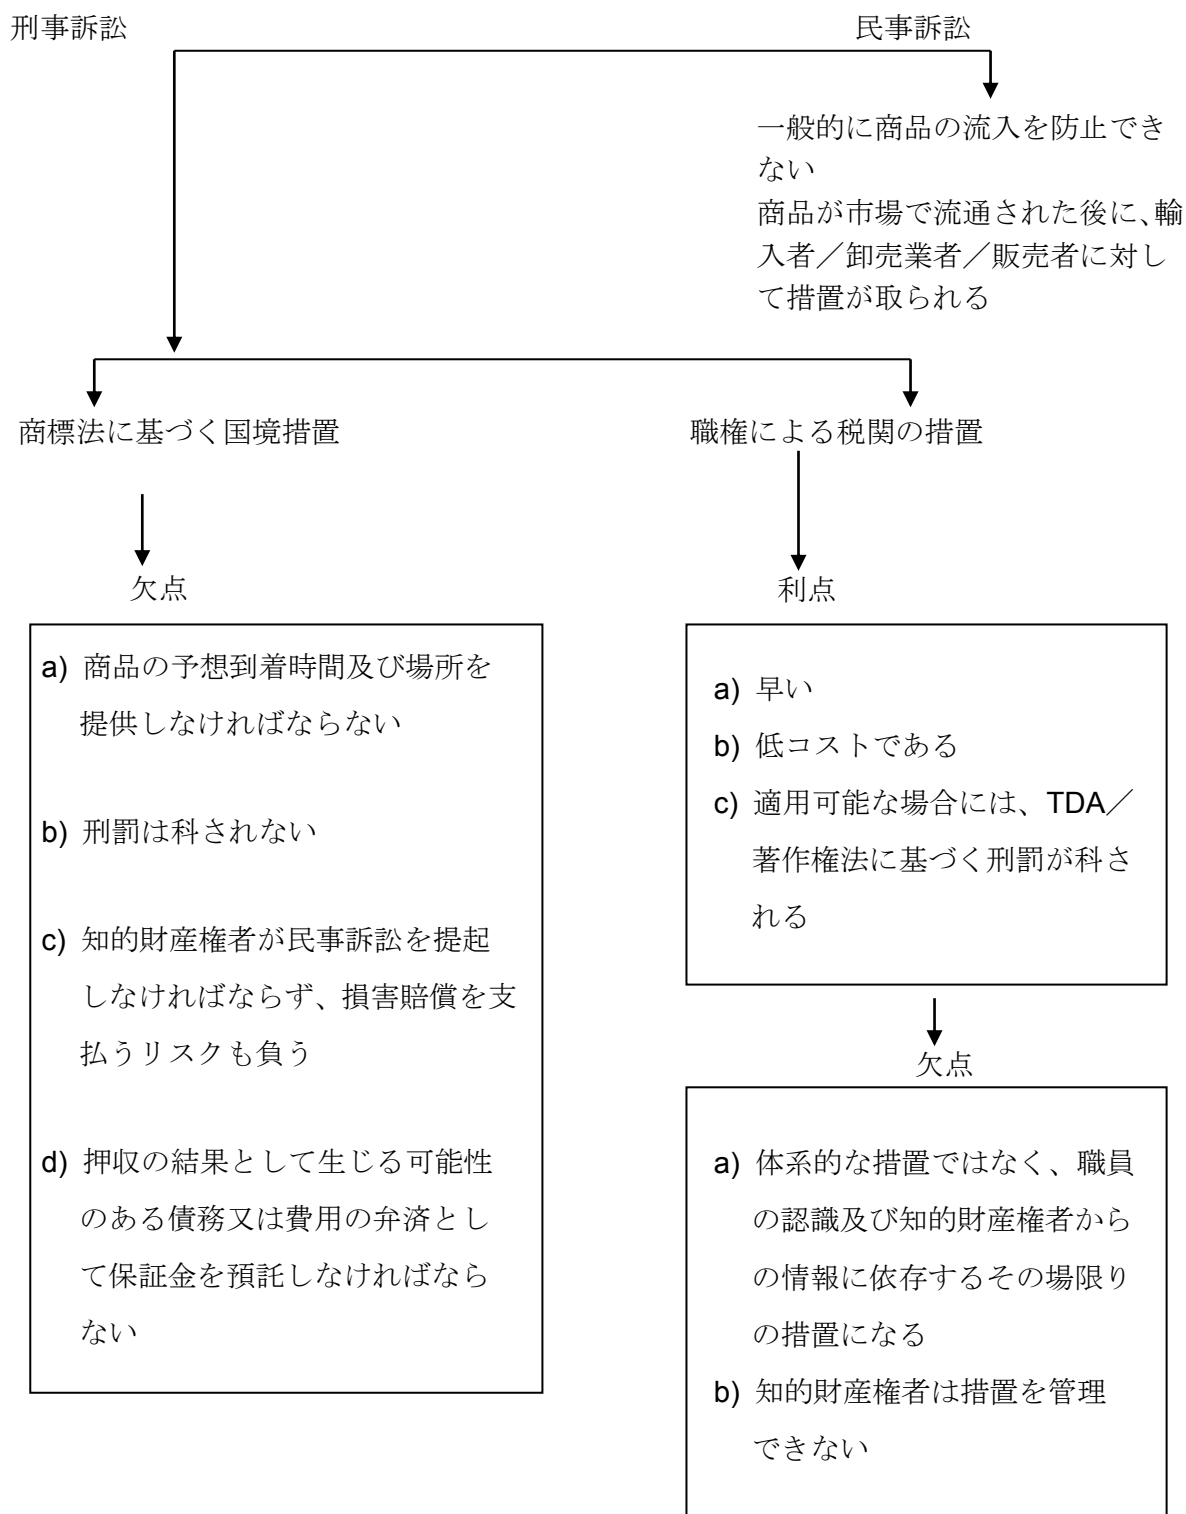 刑事訴訟
民事訴訟
一般的に商品の流入を防止でき
ない
商品が市場で流通された後に、輸
入者／卸売業者／販売者に対し
て措置が取られる
商標法に基づく国境措置
職権による税関の措置
欠点
a) 商品の予想到着時間及び場所を
提供しなければならない
b) 刑罰は科されない
c) 知的財産権者が民事訴訟を提起
しなければならず、損害賠償を支
払うリスクも負う
d) 押収の結果として生じる可能性
のある債務又は費用の弁済とし
て保証金を預託しなければなら
ない
利点
a) 早い
b) 低コストである
c) 適用可能な場合には、TDA／
著作権法に基づく刑罰が科さ
れる
欠点
a) 体系的な措置ではなく、職員
の認識及び知的財産権者から
の情報に依存するその場限り
の措置になる
b) 知的財産権者は措置を管理
できない